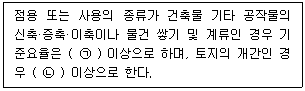 점용 또는 사용의 종류가 건축물 기타 공작물의
신축·증축·이축이나 물건 쌓기 및 계류인 경우 기
준요율은 ( ㉠ ) 이상으로 하며, 토지의 개간인 경
우 ( ㉡ ) 이상으로 한다.